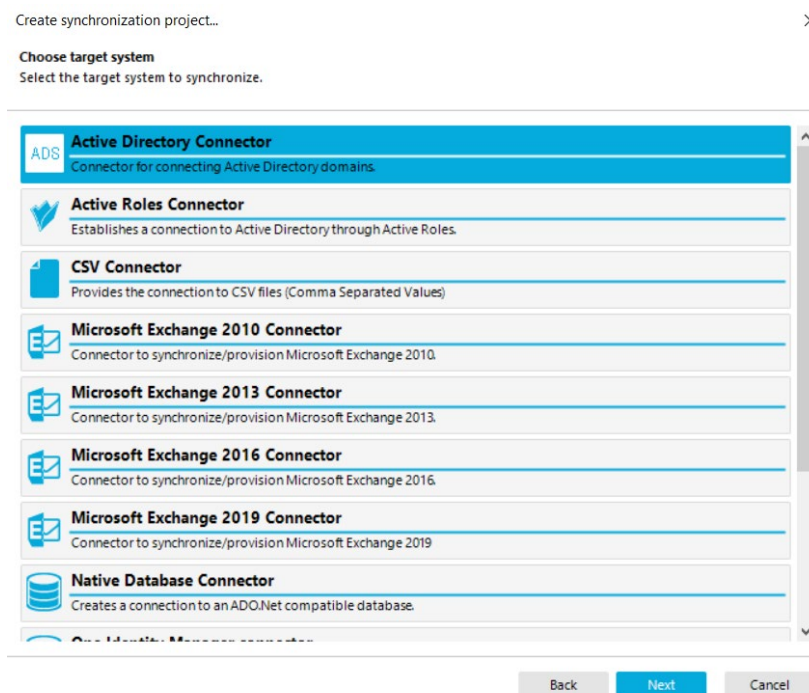 Create synchronization project...
Choose target system
Select the target system to synchronize.
ADS
Active Directory Connector
Connector for connecting Active Directory domains.
Active Roles Connector
Establishes a connection to Active Directory through Active Roles.
CSV Connector
Provides the connection to CSV files (Comma Separated Values)
Microsoft Exchange 2010 Connector
Connector to synchronize/provision Microsoft Exchange 2010.
Microsoft Exchange 2013 Connector
Connector to synchronize/provision Microsoft Exchange 2013.
Microsoft Exchange 2016 Connector
Connector to synchronize/provision Microsoft Exchange 2016.
Microsoft Exchange 2019 Connector
Connector to synchronize/provision Microsoft Exchange 2019
Native Database Connector
Creates a connection to an ADO.Net compatible database.
One Identity Manager connector
Back Next Cancel